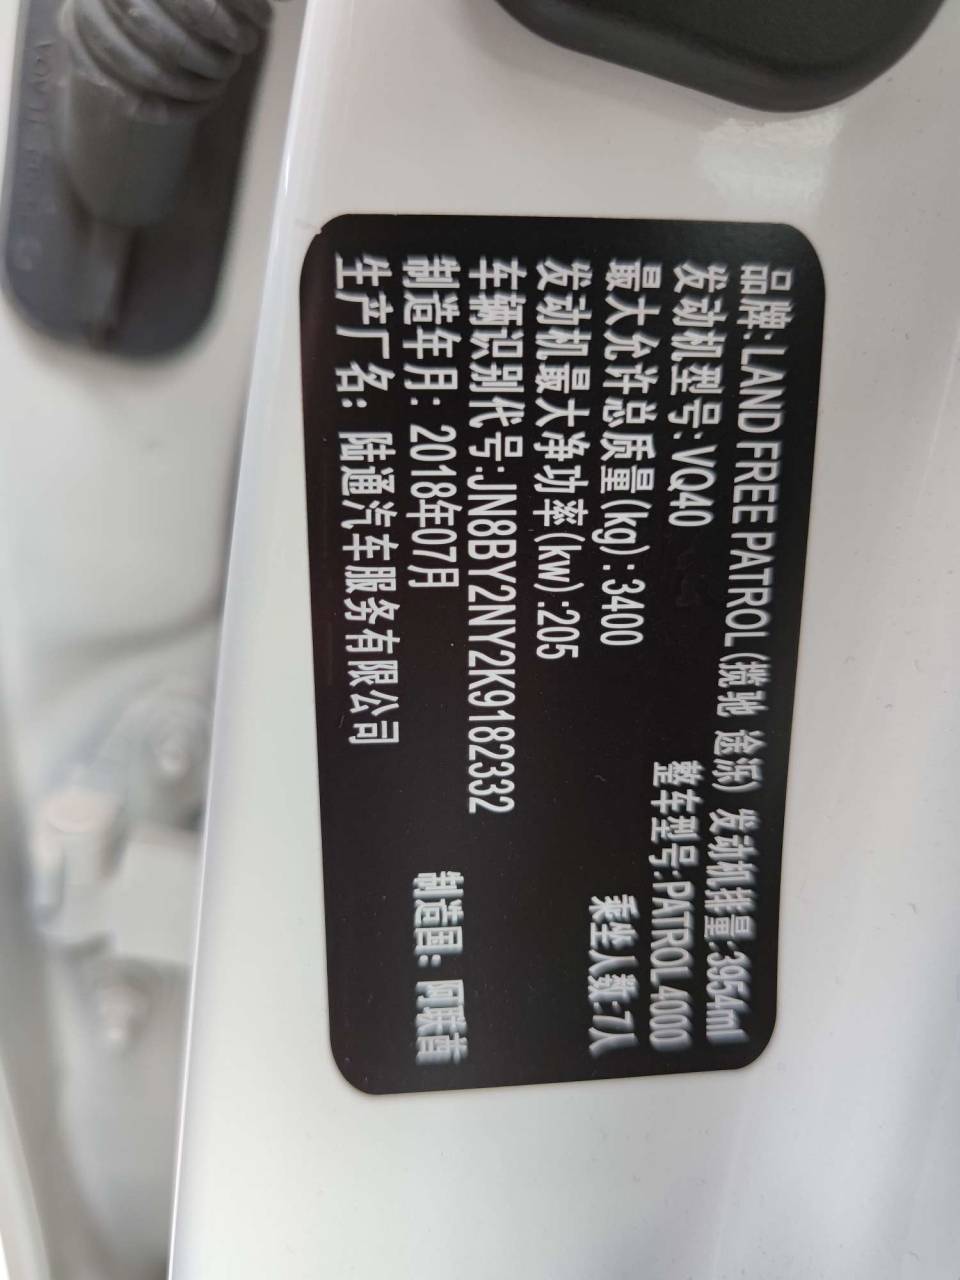 品牌:LAND FREE PATROL (揽驰 途泺) 发动机排量:3954ml
发动机型号:VQ40 整车型号:PATROL 4000
最大允许总质量(kg):3400 乘坐人数:7人
发动机最大净功率(kw):205
车辆识别代号:JN8BY2NY2K9182332
制造年月: 2018年07月 制造国: 阿联酋
生产厂名: 陆通汽车服务有限公司